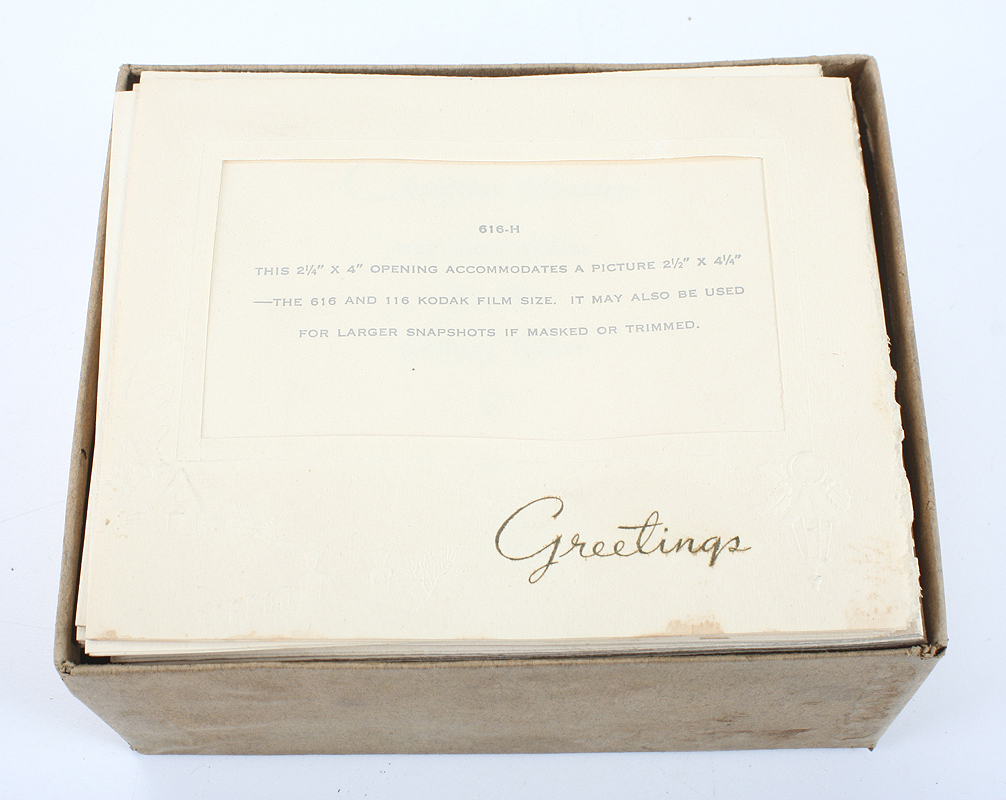 616-H
THIS 2¼" X 4" OPENING ACCOMMODATES A PICTURE 2½" X 4¼"
—THE 616 AND 116 KODAK FILM SIZE. IT MAY ALSO BE USED
FOR LARGER SNAPSHOTS IF MASKED OR TRIMMED.
Greetings